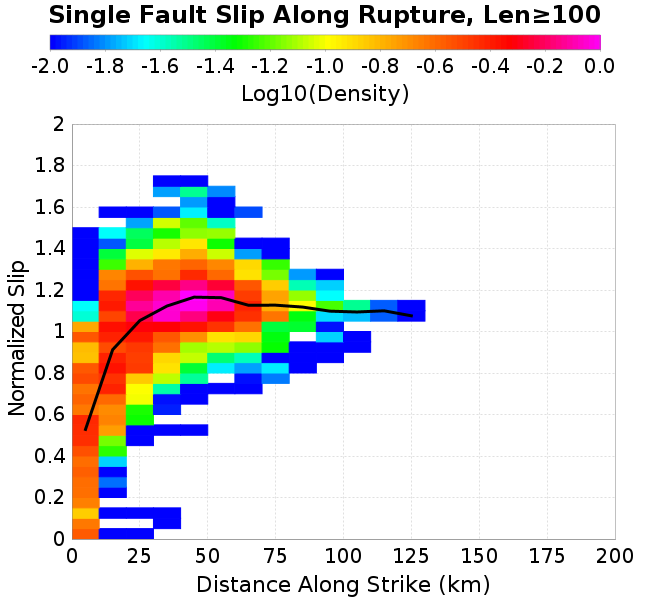 Single Fault Slip Along Rupture, Len≥100
-2.0 -1.8 -1.6 -1.4 -1.2 -1.0 -0.8 -0.6 -0.4 -0.2 0.0
Log10(Density)
2
1.8
1.6
1.4
1.2
1
0.8
0.6
0.4
0.2
0
Normalized Slip
0 25 50 75 100 125 150 175 200
Distance Along Strike (km)